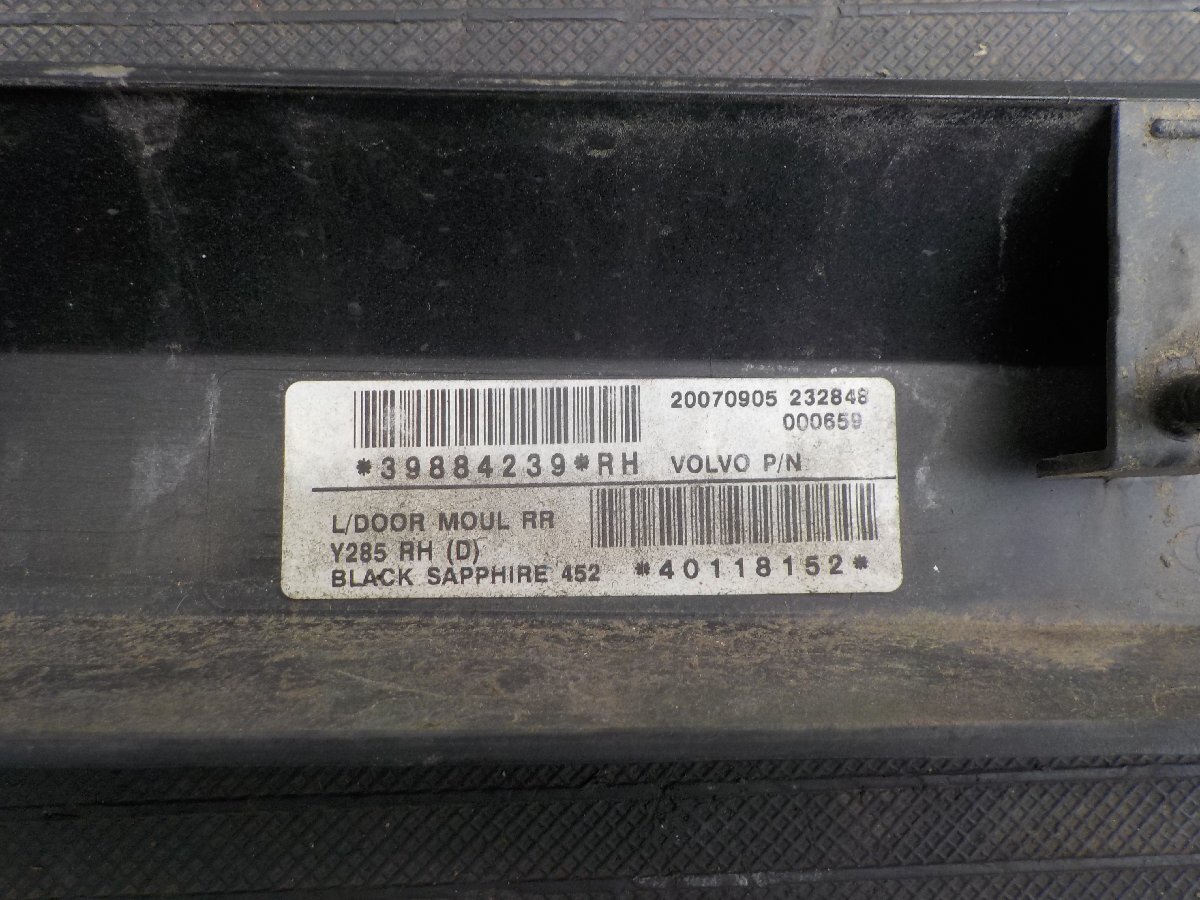 20070905 232848
000659
*39884239*RH VOLVO P/N
L/DOOR MOUL RR
Y285 RH (D)
BLACK SAPPHIRE 452 *40118152*